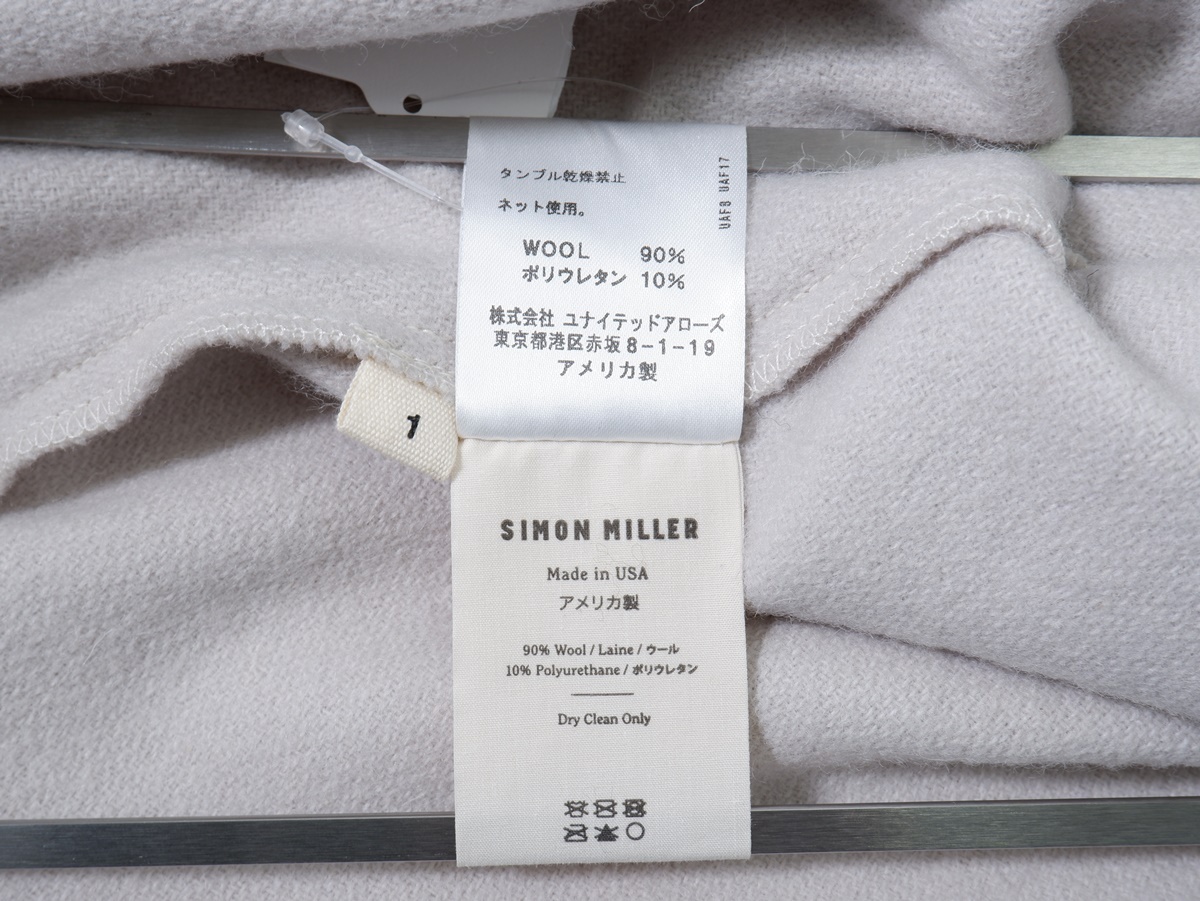 タンブル乾燥禁止
ネット使用。
UAF8 UAF17
WOOL 90%
ポリウレタン 10%
株式会社 ユナイテッドアローズ
東京都港区赤坂8-1-19
アメリカ製
1
SIMON MILLER
Made in USA
アメリカ製
90% Wool / Laine / ウール
10% Polyurethane / ポリウレタン
Dry Clean Only